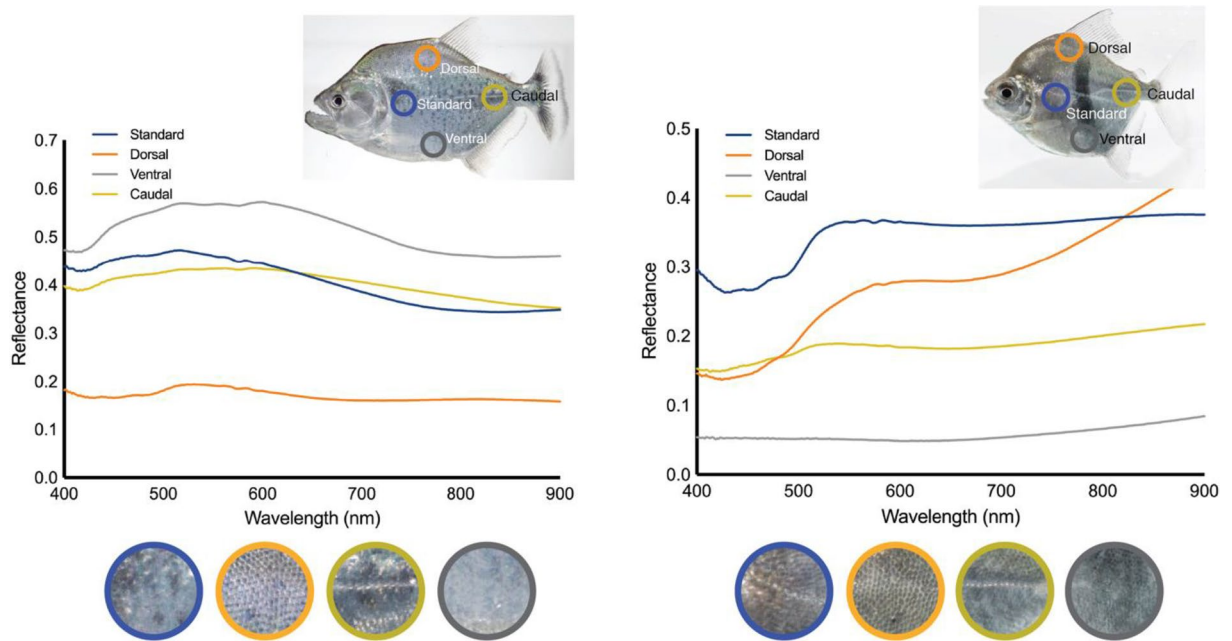 Dorsal
Standard
Caudal
Ventral
0.7
0.6
0.5
0.4
0.3
0.2
0.1
0.0
Reflectance
Standard
Dorsal
Ventral
Caudal
400
500
600
700
800
900
Wavelength (nm)
Dorsal
Caudal
Standard
Ventral
0.5
0.4
0.3
0.2
0.1
0.0
Reflectance
Standard
Dorsal
Ventral
Caudal
400
500
600
700
800
900
Wavelength (nm)